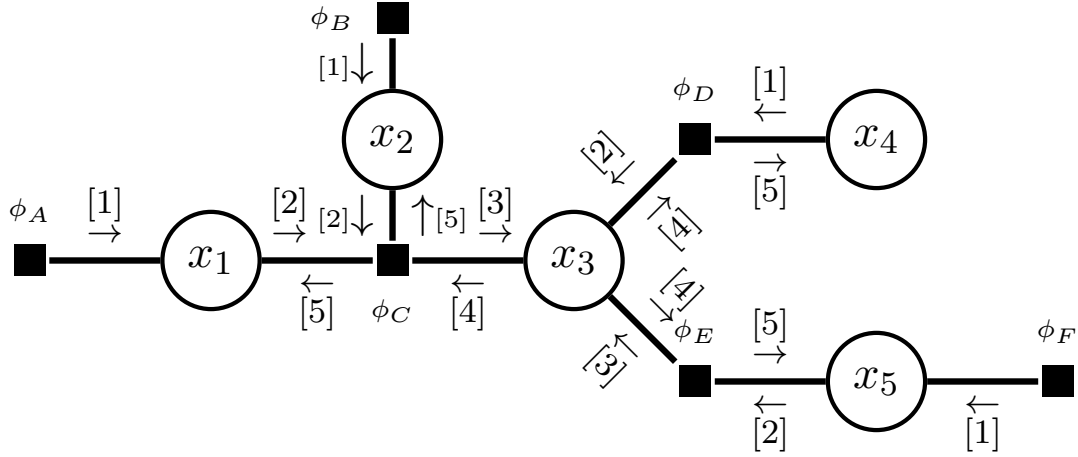 ϕ_B
[1]↓
ϕ_D
[1]
←
x_2
x_4
[2]
←
→
[5]
ϕ_A
[1]
→
[2]
→
[2]↓
↑[5]
[3]
→
→
[4]
x_1
x_3
←
[5]
ϕ_C
←
[4]
[4]
→
←
[3]
ϕ_E
[5]
→
ϕ_F
x_5
←
[2]
←
[1]